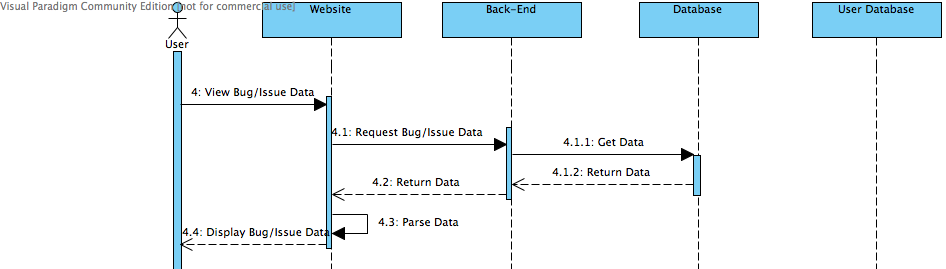 Visual Paradigm Community Edition [not for commercial use]
Website
Back-End
Database
User Database
User
4: View Bug/Issue Data
4.1: Request Bug/Issue Data
4.1.1: Get Data
4.1.2: Return Data
4.2: Return Data
4.3: Parse Data
4.4: Display Bug/Issue Data